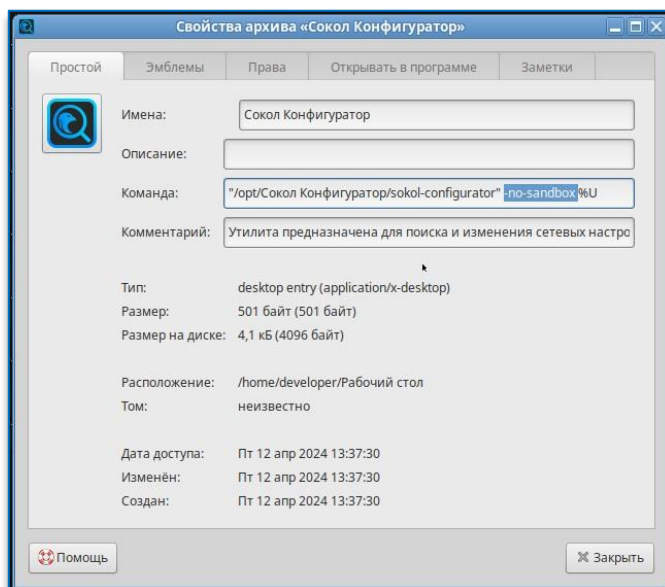 Свойства архива «Сокол Конфигуратор»
Простой Эмблемы Права Открывать в программе Заметки
Имена: Сокол Конфигуратор
Описание:
Команда: "/opt/Сокол Конфигуратор/sokol-configurator" -no-sandbox %U
Комментарий: Утилита предназначена для поиска и изменения сетевых настро
Тип: desktop entry (application/x-desktop)
Размер: 501 байт (501 байт)
Размер на диске: 4,1 кБ (4096 байт)
Расположение: /home/developer/Рабочий стол
Том: неизвестно
Дата доступа: Пт 12 апр 2024 13:37:30
Изменён: Пт 12 апр 2024 13:37:30
Создан: Пт 12 апр 2024 13:37:30
Помощь Закрыть